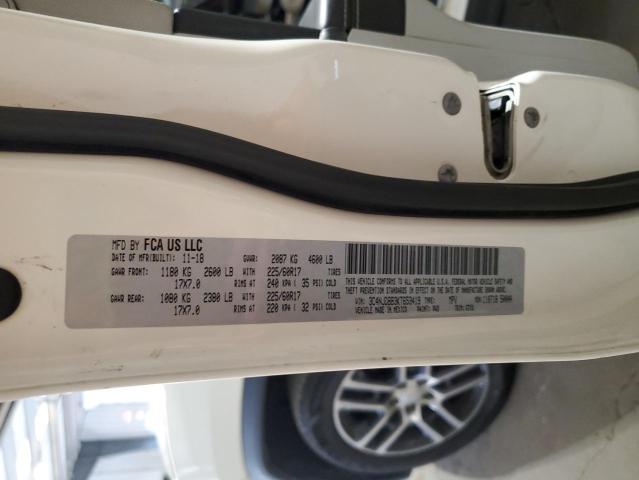 MFD BY FCA US LLC
DATE OF MFR(BUILT): 11-18 GVWR: 2087 KG 4600 LB
GAWR FRONT: 1180 KG 2600 LB WITH 225/60R17 TIRES
17X7.0 RIMS AT 240 KPA ( 35 PSI) COLD
GAWR REAR: 1080 KG 2380 LB WITH 225/60R17 TIRES
17X7.0 RIMS AT 220 KPA ( 32 PSI) COLD
THIS VEHICLE CONFORMS TO ALL APPLICABLE U.S.A. FEDERAL MOTOR VEHICLE SAFETY AND
THEFT PREVENTION STANDARDS IN EFFECT ON THE DATE OF MANUFACTURE SHOWN ABOVE.
VIN: TYPE: MPV
VEHICLE MADE IN MEXICO PAINT: TRIM: